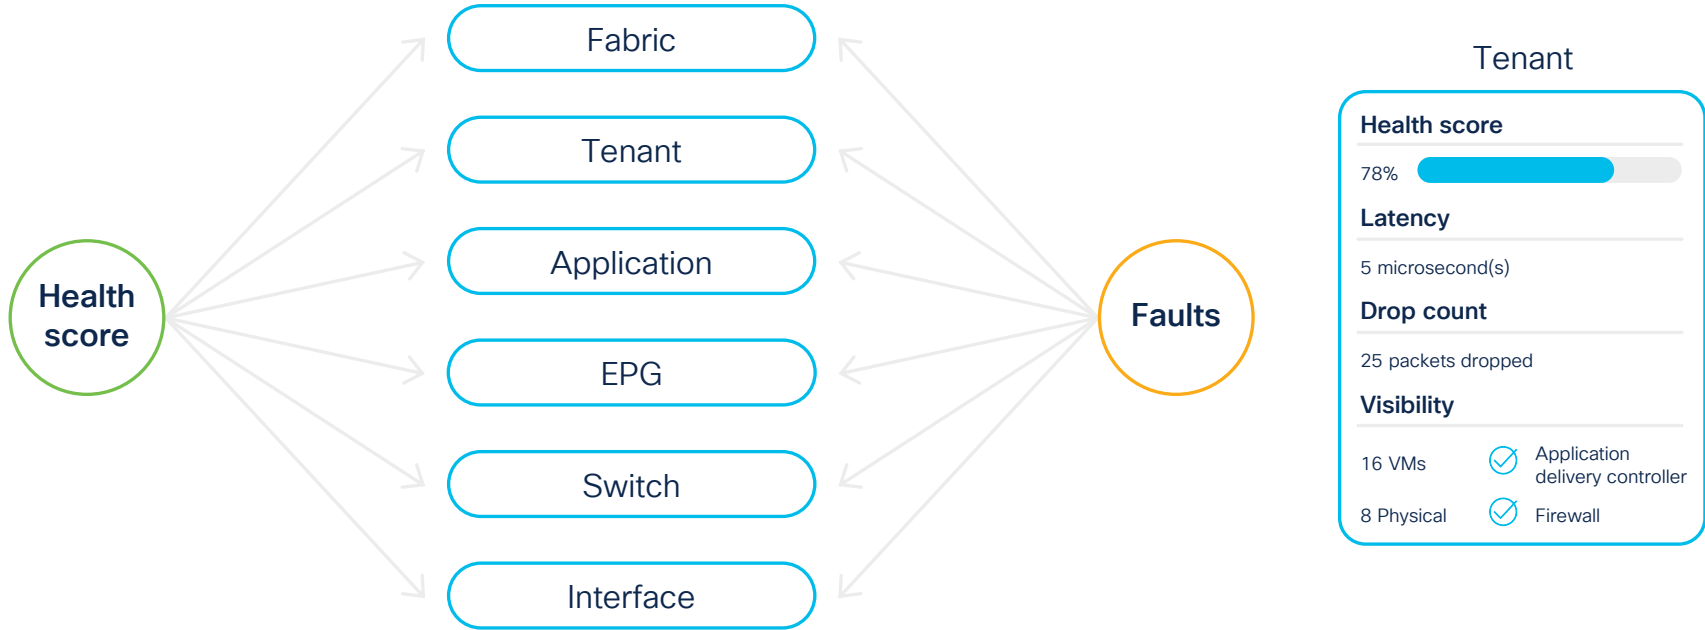 Health
score
Fabric
Tenant
Application
EPG
Switch
Interface
Faults
Tenant
Health score
78%
Latency
5 microsecond(s)
Drop count
25 packets dropped
Visibility
16 VMs
Application
delivery controller
8 Physical
Firewall